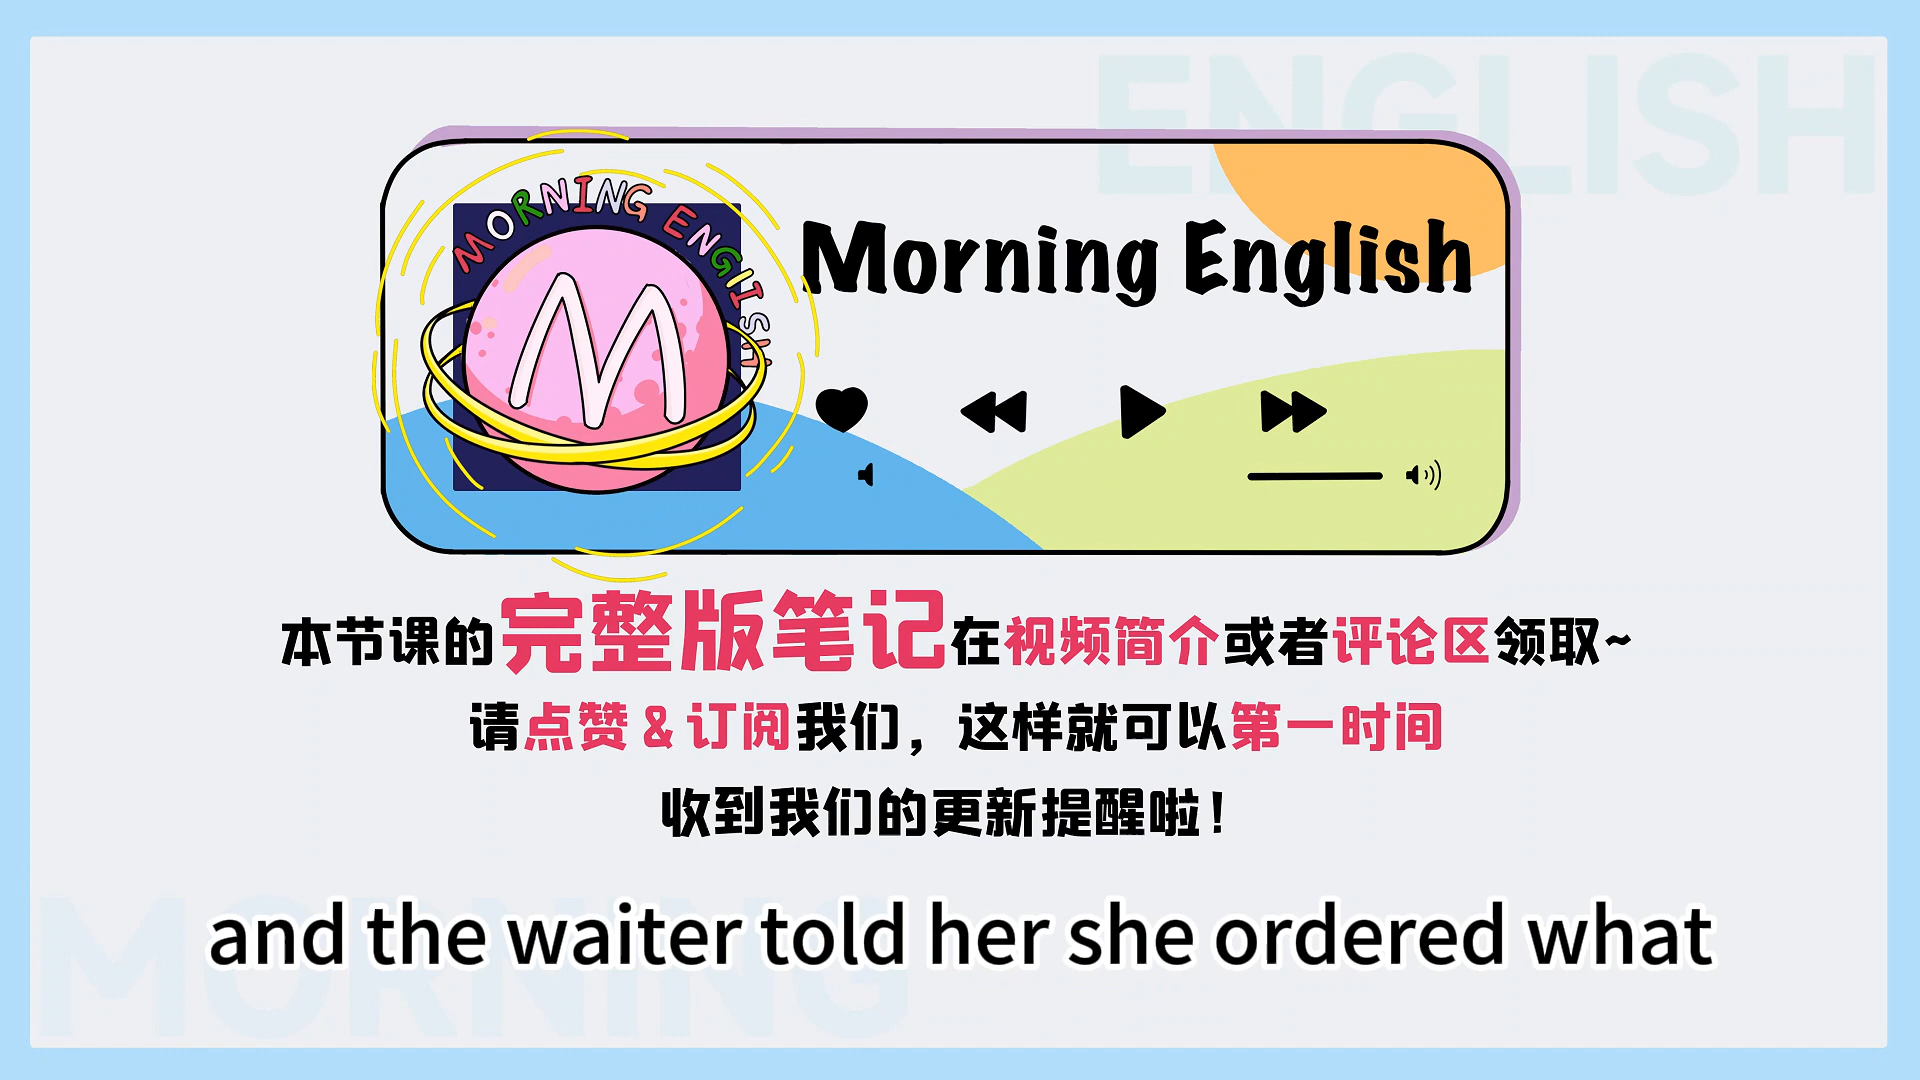 ENGLISH
MORNING ENGLISH
M
Morning English
本节课的完整版笔记在视频简介或者评论区领取~
请点赞&订阅我们，这样就可以第一时间
收到我们的更新提醒啦！
MORNING
and the waiter told her she ordered what